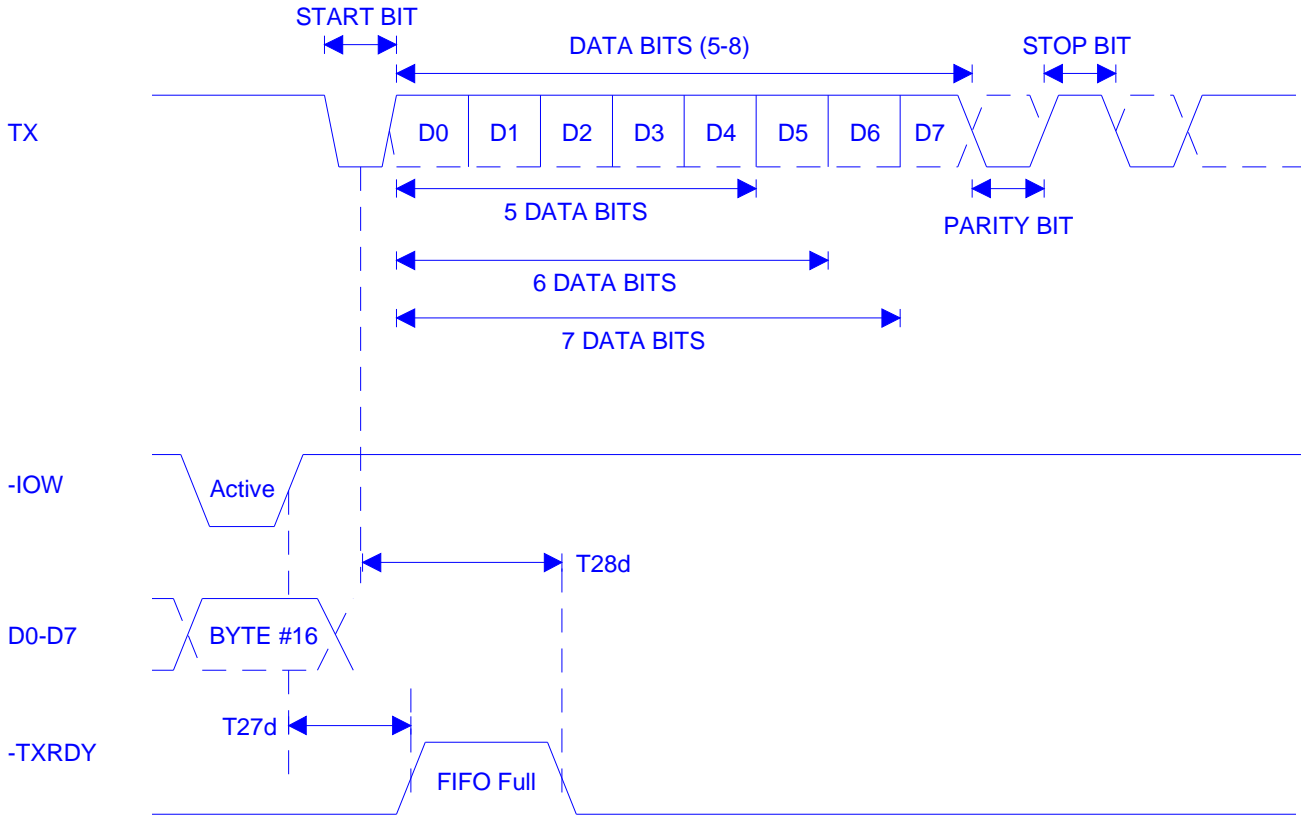 START BIT
DATA BITS (5-8)
STOP BIT
TX
D0 D1 D2 D3 D4 D5 D6 D7
5 DATA BITS
PARITY BIT
6 DATA BITS
7 DATA BITS
-IOW
Active
T28d
D0-D7
BYTE #16
T27d
-TXRDY
FIFO Full